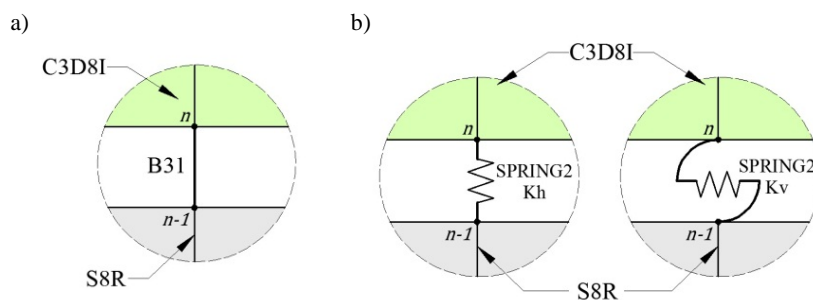 a)
C3D8I
n
B31
n-1
S8R
b)
C3D8I
n
SPRING2
Kh
n-1
n
SPRING2
Kv
n-1
S8R